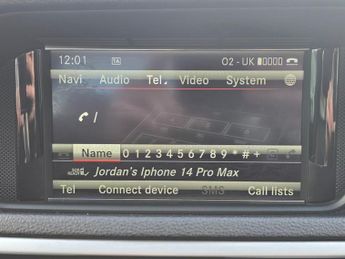 12:01 TA O2 - UK
Navi Audio Tel. Video System
/
Name 0 1 2 3 4 5 6 7 8 9 * # +
Jordan's Iphone 14 Pro Max
Tel Connect device SMS Call lists